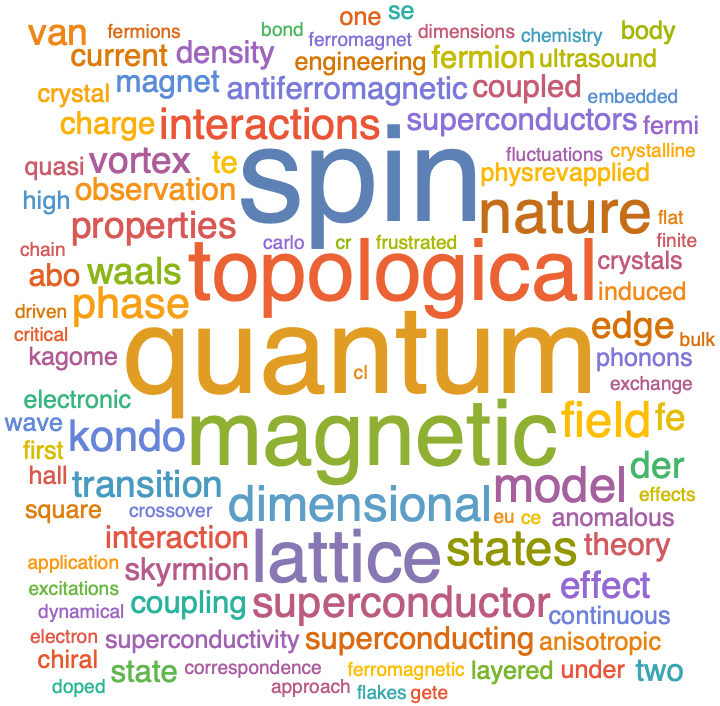 van fermions bond one se dimensions chemistry body
current density ferromagnet engineering fermion ultrasound
crystal magnet antiferromagnetic coupled embedded
charge interactions superconductors fermi
quasi vortex te spin fluctuations crystalline
high observation physrevapplied
properties nature flat
chain carlo cr frustrated finite
abo waals topological crystals
driven phase induced
critical edge bulk
kagome quantum phonons
cl exchange
electronic
wave kondo magnetic field fe
first
hall transition model der
square crossover dimensional effects
eu ce anomalous
interaction lattice states theory
application skyrmion
excitations coupling superconductor effect
dynamical continuous
electron superconductivity superconducting anisotropic
chiral state correspondence ferromagnetic layered under two
doped approach flakes gete